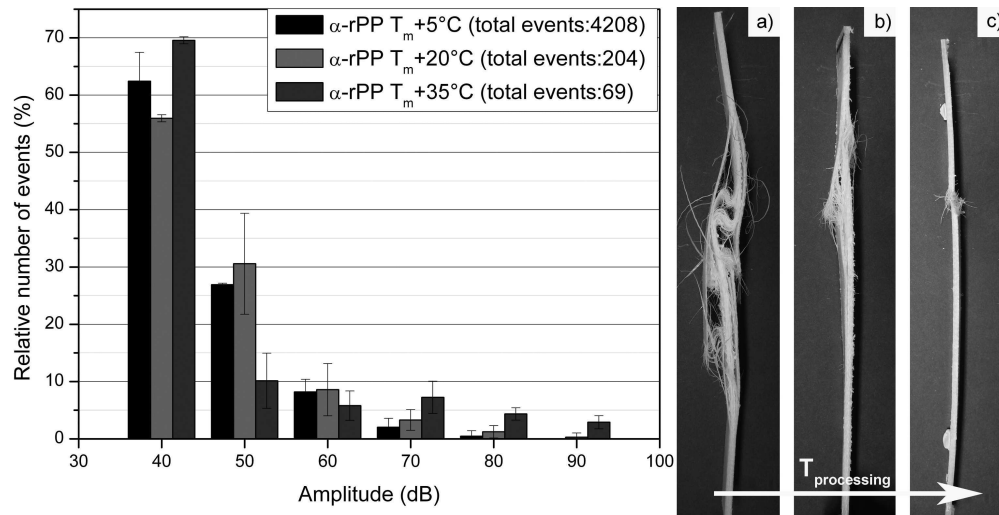 α-rPP Tm+5°C (total events:4208)
α-rPP Tm+20°C (total events:204)
α-rPP Tm+35°C (total events:69)
Relative number of events (%)
70
60
50
40
30
20
10
0
30 40 50 60 70 80 90 100
Amplitude (dB)
a)
b)
c)
Tprocessing